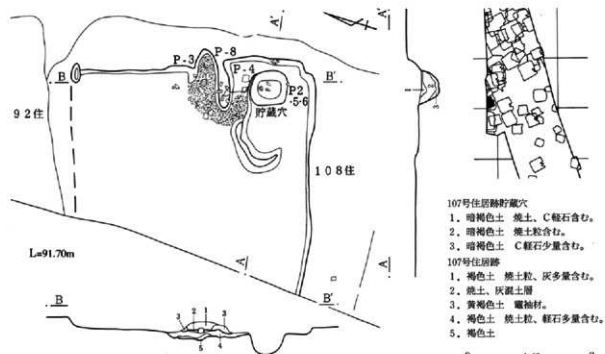 A'
P-3
P-8
P-4
B
B'
P2
-5·6
貯蔵穴
92住
108住
L=91.70m
A
A'
A
B
B'
3 2 1 3
5 4
1
2
3
107号住居跡貯蔵穴
1. 暗褐色土 焼土、C軽石含む。
2. 暗褐色土 焼土粒含む。
3. 暗褐色土 C軽石少量含む。
107号住居跡
1. 褐色土 焼土粒、灰多量含む。
2. 焼土、灰混土層
3. 黄褐色土 竈袖材。
4. 褐色土 焼土粒、軽石多量含む。
5. 褐色土